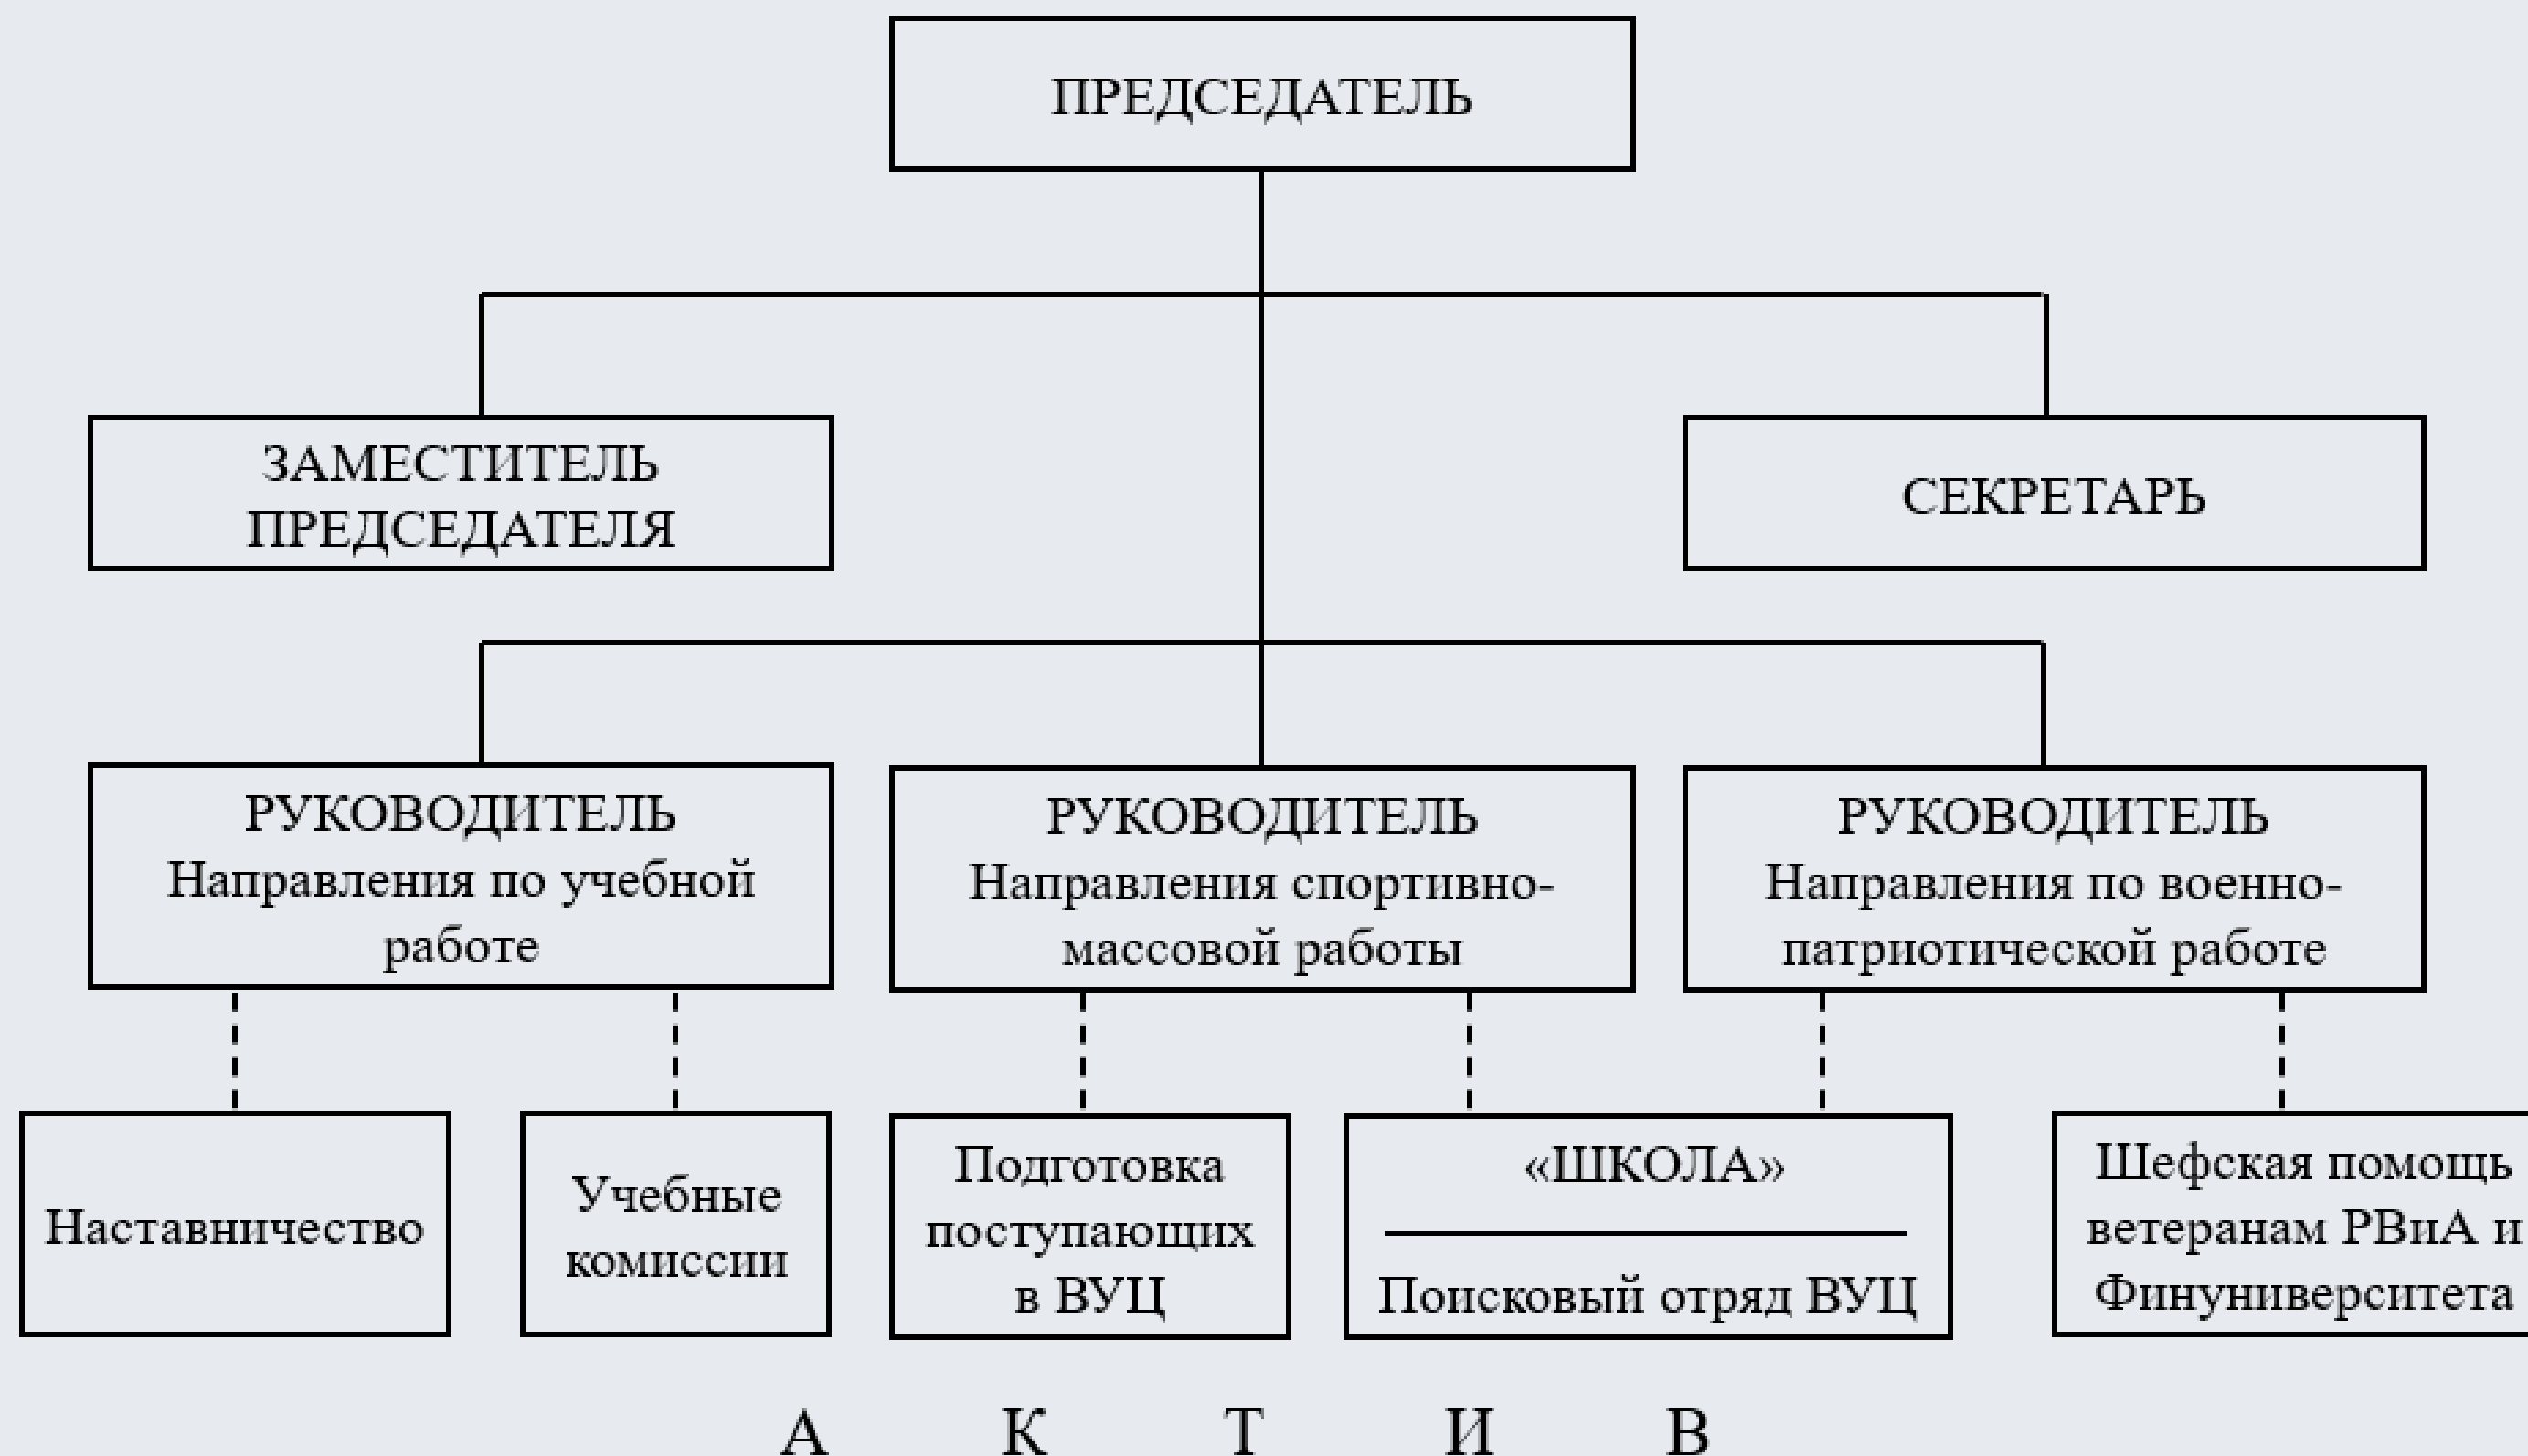 ПРЕДСЕДАТЕЛЬ
ЗАМЕСТИТЕЛЬ
ПРЕДСЕДАТЕЛЯ
СЕКРЕТАРЬ
РУКОВОДИТЕЛЬ
Направления по учебной
работе
РУКОВОДИТЕЛЬ
Направления спортивно-
массовой работы
РУКОВОДИТЕЛЬ
Направления по военно-
патриотической работе
Наставничество
Учебные
комиссии
Подготовка
поступающих
в ВУЦ
«ШКОЛА»
Поисковый отряд ВУЦ
Шефская помощь
ветеранам РВиА и
Финуниверситета
А К Т И В